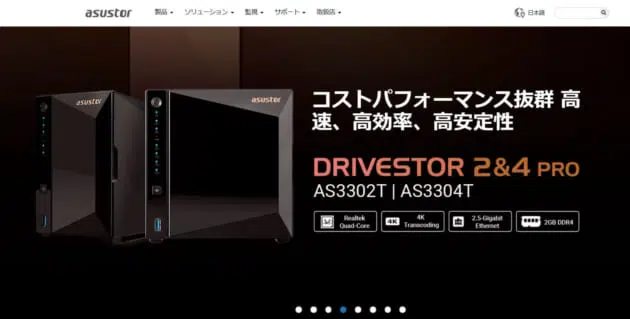 asustor 製品 ソリューション 監視 サポート 取扱店 日本語
asustor
asustor
コストパフォーマンス抜群 高
速、高効率、高安定性
DRIVESTOR 2&4 PRO
AS3302T | AS3304T
Realtek
Quad-Core
4K
4K
Transcoding
2.5-Gigabit
Ethernet
2GB DDR4